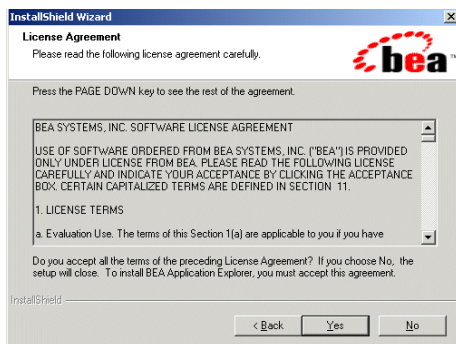 InstallShield Wizard
License Agreement
Please read the following license agreement carefully.
bea
Press the PAGE DOWN key to see the rest of the agreement.
BEA SYSTEMS, INC. SOFTWARE LICENSE AGREEMENT
USE OF SOFTWARE ORDERED FROM BEA SYSTEMS, INC. ("BEA") IS PROVIDED
ONLY UNDER LICENSE FROM BEA. PLEASE READ THE FOLLOWING LICENSE
CAREFULLY AND INDICATE YOUR ACCEPTANCE BY CLICKING THE ACCEPTANCE
BOX. CERTAIN CAPITALIZED TERMS ARE DEFINED IN SECTION 11.
1. LICENSE TERMS
a. Evaluation Use. The terms of this Section 1(a) are applicable to you if you have
Do you accept all the terms of the preceding License Agreement? If you choose No, the
setup will close. To install BEA Application Explorer, you must accept this agreement.
InstallShield
< Back Yes No